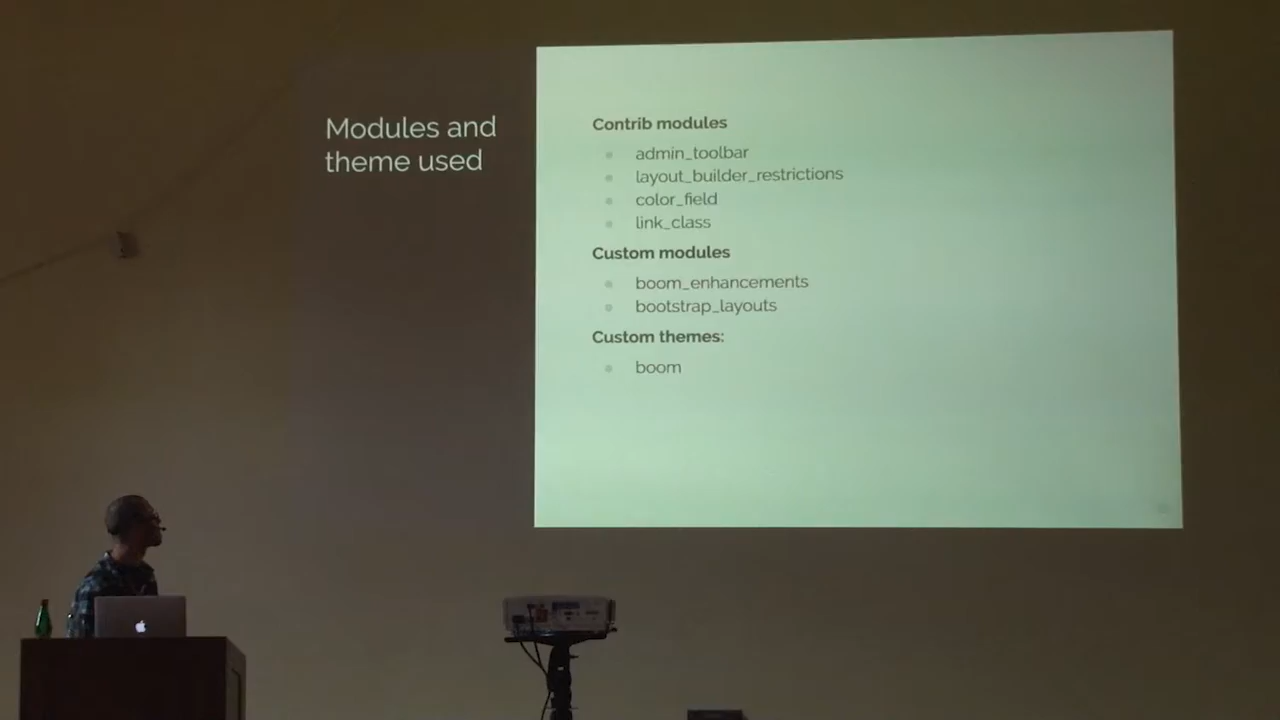 Modules and
theme used
Contrib modules
admin_toolbar
layout_builder_restrictions
color_field
link_class
Custom modules
boom_enhancements
bootstrap_layouts
Custom themes:
boom